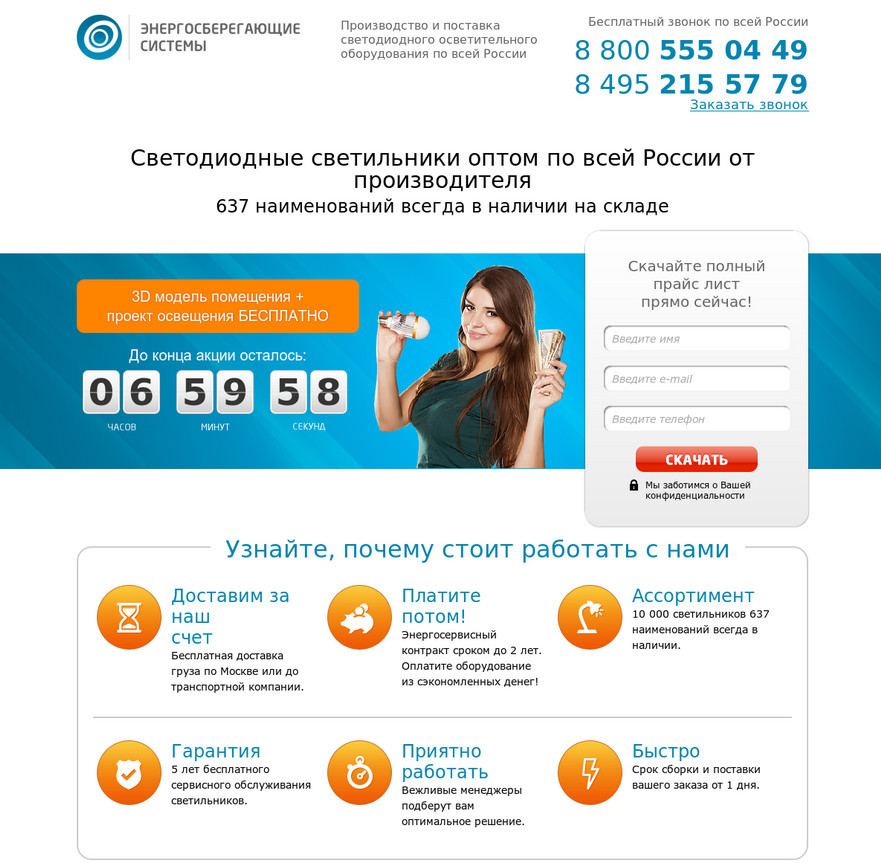 ЭНЕРГОСБЕРЕГАЮЩИЕ
СИСТЕМЫ
Производство и поставка
светодиодного осветительного
оборудования по всей России
Бесплатный звонок по всей России
8 800 555 04 49
8 495 215 57 79
Заказать звонок
Светодиодные светильники оптом по всей России от
производителя
637 наименований всегда в наличии на складе
3D модель помещения +
проект освещения БЕСПЛАТНО
До конца акции осталось:
06 59 58
ЧАСОВ МИНУТ СЕКУНД
Скачайте полный
прайс лист
прямо сейчас!
Введите имя
Введите e-mail
Введите телефон
СКАЧАТЬ
Мы заботимся о Вашей
конфиденциальности
Узнайте, почему стоит работать с нами
Доставим за
наш
счет
Бесплатная доставка
груза по Москве или до
транспортной компании.
Платите
потом!
Энергосервисный
контракт сроком до 2 лет.
Оплатите оборудование
из сэкономленных денег!
Ассортимент
10 000 светильников 637
наименований всегда в
наличии.
Гарантия
5 лет бесплатного
сервисного обслуживания
светильников.
Приятно
работать
Вежливые менеджеры
подберут вам
оптимальное решение.
Быстро
Срок сборки и поставки
вашего заказа от 1 дня.